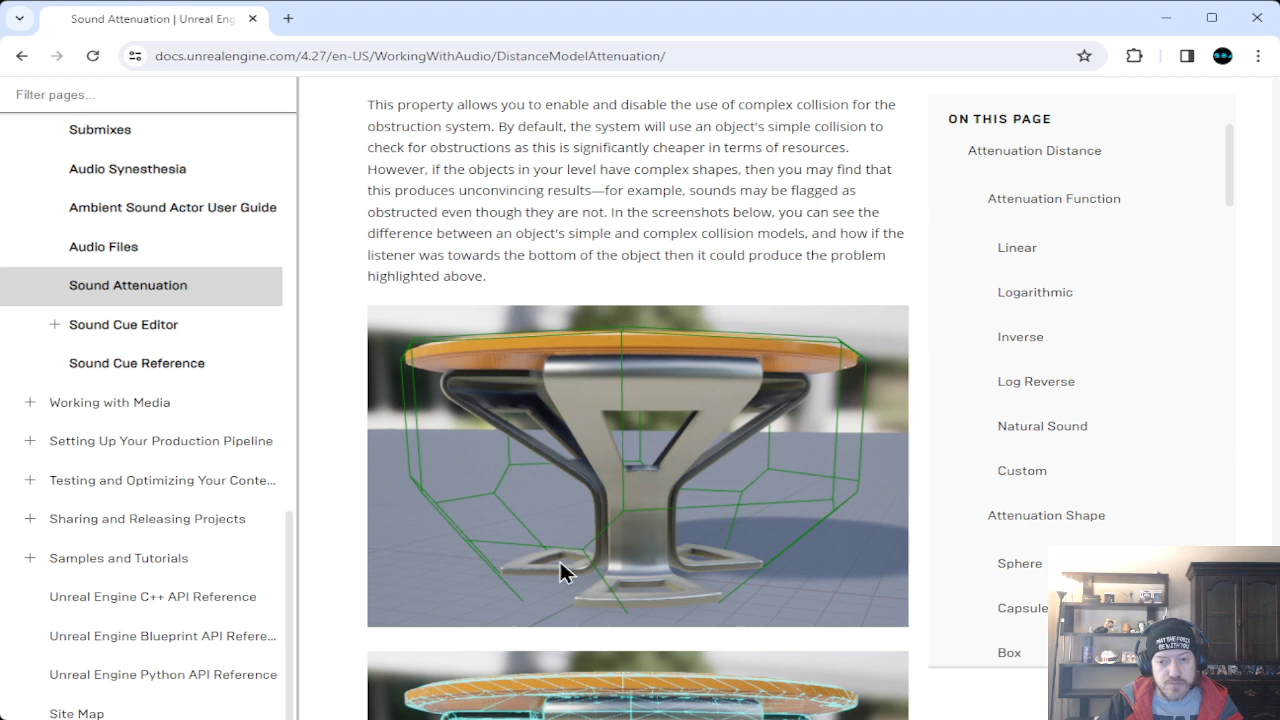 Sound Attenuation | Unreal Eng
docs.unrealengine.com/4.27/en-US/WorkingWithAudio/DistanceModelAttenuation/
Filter pages...
Submixes
Audio Synesthesia
Ambient Sound Actor User Guide
Audio Files
Sound Attenuation
Sound Cue Editor
Sound Cue Reference
Working with Media
Setting Up Your Production Pipeline
Testing and Optimizing Your Conte...
Sharing and Releasing Projects
Samples and Tutorials
Unreal Engine C++ API Reference
Unreal Engine Blueprint API Refere...
Unreal Engine Python API Reference
Site Map
This property allows you to enable and disable the use of complex collision for the
obstruction system. By default, the system will use an object's simple collision to
check for obstructions as this is significantly cheaper in terms of resources.
However, if the objects in your level have complex shapes, then you may find that
this produces unconvincing results—for example, sounds may be flagged as
obstructed even though they are not. In the screenshots below, you can see the
difference between an object's simple and complex collision models, and how if the
listener was towards the bottom of the object then it could produce the problem
highlighted above.
ON THIS PAGE
Attenuation Distance
Attenuation Function
Linear
Logarithmic
Inverse
Log Reverse
Natural Sound
Custom
Attenuation Shape
Sphere
Capsule
Box
MAY THE FORCE
BE WITH YOU
STAR WARS